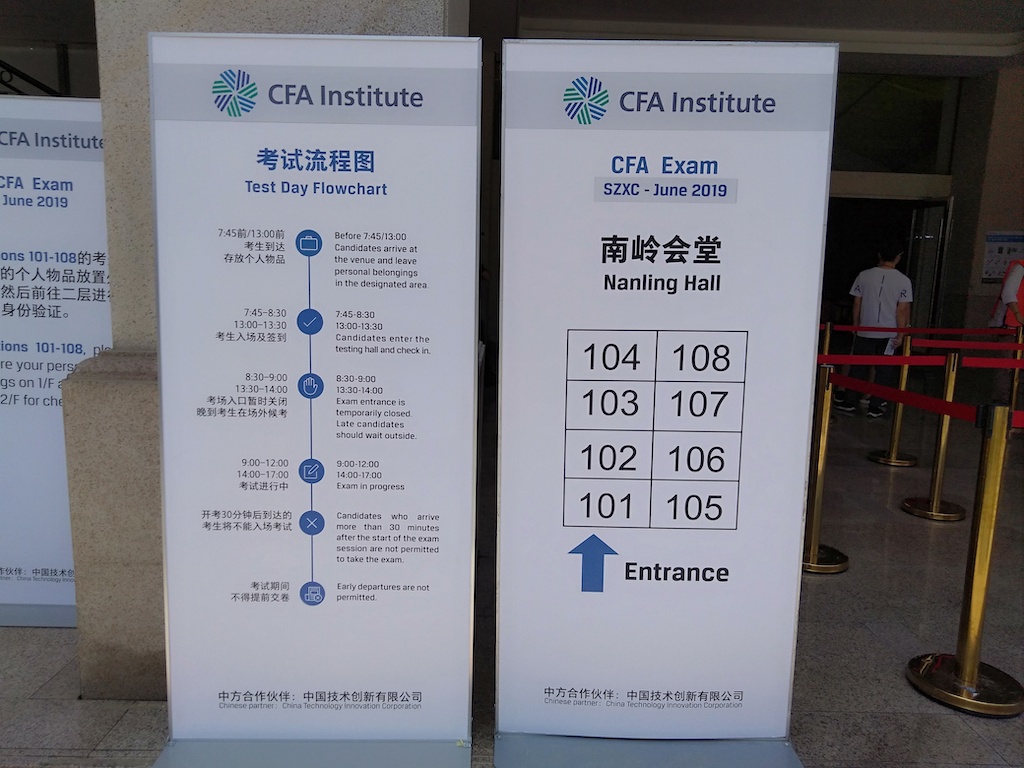 CFA Institute
CFA Exam
June 2019
ions 101-108的考
的个人物品放置
然后前往二层进
身份验证。
tions 101-108,
re your pers
gs on 1/F
2/F for che
CFA Institute
考试流程图
Test Day Flowchart
7:45前/13:00前
考生到达
存放个人物品
Before 7:45/13:00
Candidates arrive at
the venue and leave
personal belongings
in the designated area.
7:45-8:30
13:00-13:30
考生入场及签到
7:45-8:30
13:00-13:30
Candidates enter the
testing hall and check in.
8:30-9:00
13:30-14:00
考场入口暂时关闭
晚到考生在场外候考
8:30-9:00
13:30-14:00
Exam entrance is
temporarily closed.
Late candidates
should wait outside.
9:00-12:00
14:00-17:00
考试进行中
9:00-12:00
14:00-17:00
Exam in progress
开考30分钟后到达的
考生将不能入场考试
Candidates who arrive
more than 30 minutes
after the start of the exam
session are not permitted
to take the exam.
考试期间
不得提前交卷
Early departures are not
permitted.
中方合作伙伴：中国技术创新有限公司
Chinese partner: China Technology Innovation Corporation
CFA Institute
CFA Exam
SZXC - June 2019
南岭会堂
Nanling Hall
104 108
103 107
102 106
101 105
Entrance
中方合作伙伴：中国技术创新有限公司
Chinese partner: China Technology Innovation Corporation